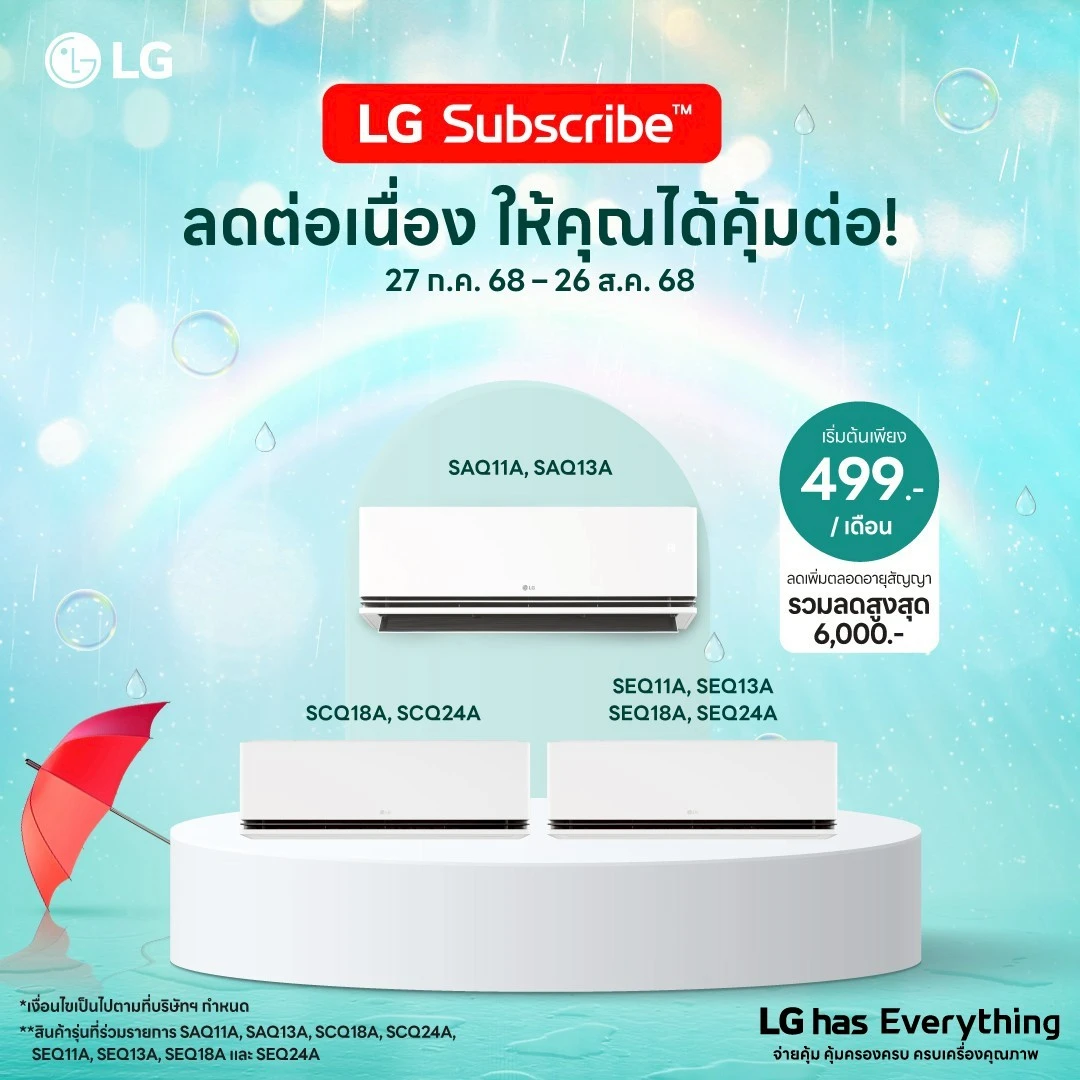 LG
LG Subscribe™
ลดต่อเนื่อง ให้คุณได้คุ้มต่อ!
27 ก.ค. 68 – 26 ส.ค. 68
SAQ11A, SAQ13A
เริ่มต้นเพียง
499.-
/ เดือน
ลดเพิ่มตลอดอายุสัญญา
รวมลดสูงสุด
6,000.-
LG
SCQ18A, SCQ24A
SEQ11A, SEQ13A
SEQ18A, SEQ24A
LG
LG
*เงื่อนไขเป็นไปตามที่บริษัทฯ กำหนด
**สินค้ารุ่นที่ร่วมรายการ SAQ11A, SAQ13A, SCQ18A, SCQ24A,
SEQ11A, SEQ13A, SEQ18A และ SEQ24A
LG has Everything
จ่ายคุ้ม คุ้มครองครบ ครบเครื่องคุณภาพ